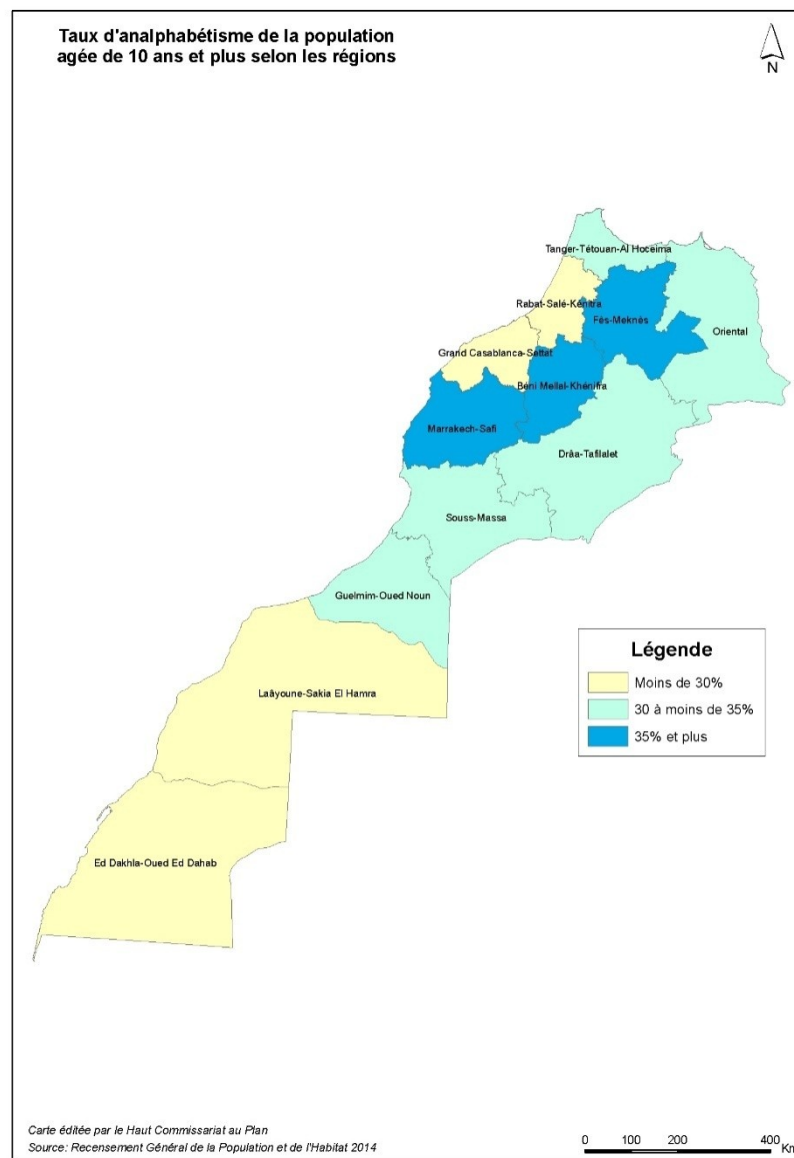 Taux d'analphabétisme de la population
agée de 10 ans et plus selon les régions
N
Tanger-Tétouan-Al Hoceima
Rabat-Salé-Kénitra
Fès-Meknès
Oriental
Grand Casablanca-Settat
Béni Mellal-Khénifra
Marrakech-Safi
Drâa-Tafilalet
Souss-Massa
Guelmim-Oued Noun
Légende
Moins de 30%
30 à moins de 35%
35% et plus
Laâyoune-Sakia El Hamra
Ed Dakhla-Oued Ed Dahab
Carte éditée par le Haut Commissariat au Plan
Source: Recensement Général de la Population et de l'Habitat 2014
0 100 200 400
Km